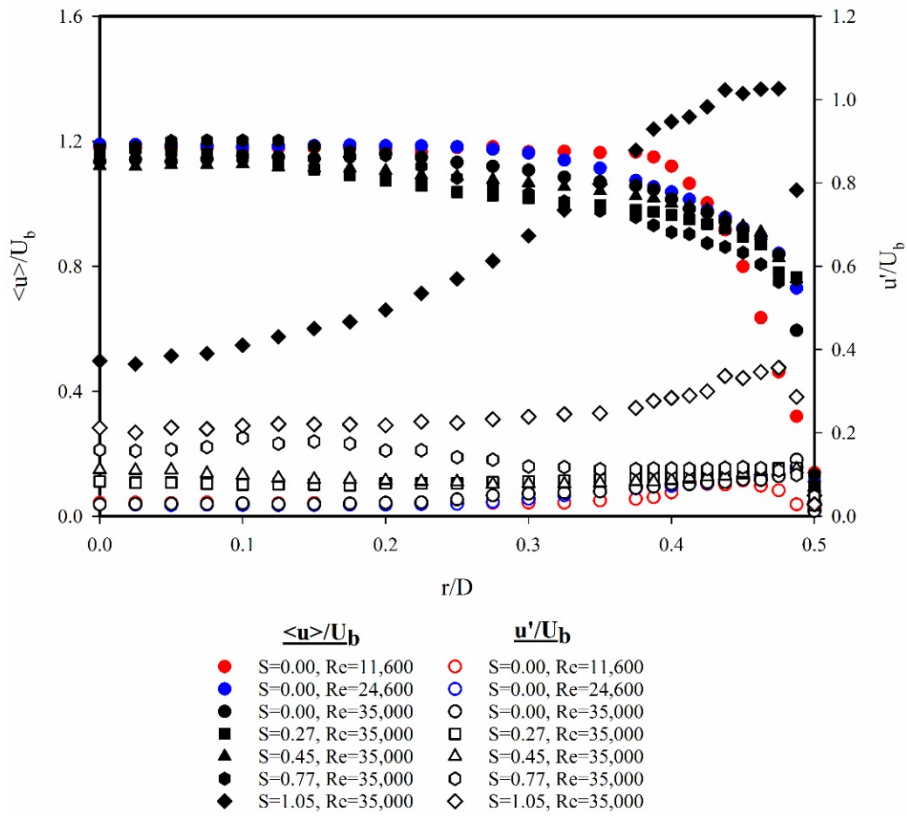 1.6
1.2
0.8
0.4
0.0
<u>/U_b
1.2
1.0
0.8
0.6
0.4
0.2
0.0
u'/U_b
0.0 0.1 0.2 0.3 0.4 0.5
r/D
<u>/U_b u'/U_b
S=0.00, Re=11,600 S=0.00, Re=11,600
S=0.00, Re=24,600 S=0.00, Re=24,600
S=0.00, Re=35,000 S=0.00, Re=35,000
S=0.27, Re=35,000 S=0.27, Re=35,000
S=0.45, Re=35,000 S=0.45, Re=35,000
S=0.77, Re=35,000 S=0.77, Re=35,000
S=1.05, Re=35,000 S=1.05, Re=35,000